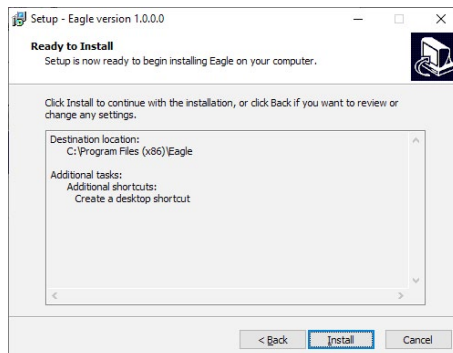 Setup - Eagle version 1.0.0.0
Ready to Install
Setup is now ready to begin installing Eagle on your computer.
Click Install to continue with the installation, or click Back if you want to review or
change any settings.
Destination location:
C:\Program Files (x86)\Eagle
Additional tasks:
Additional shortcuts:
Create a desktop shortcut
< Back
Install
Cancel